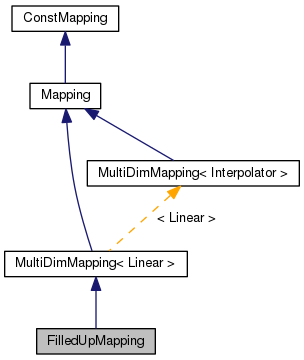 ConstMapping
Mapping
MultiDimMapping< Interpolator >
< Linear >
MultiDimMapping< Linear >
FilledUpMapping